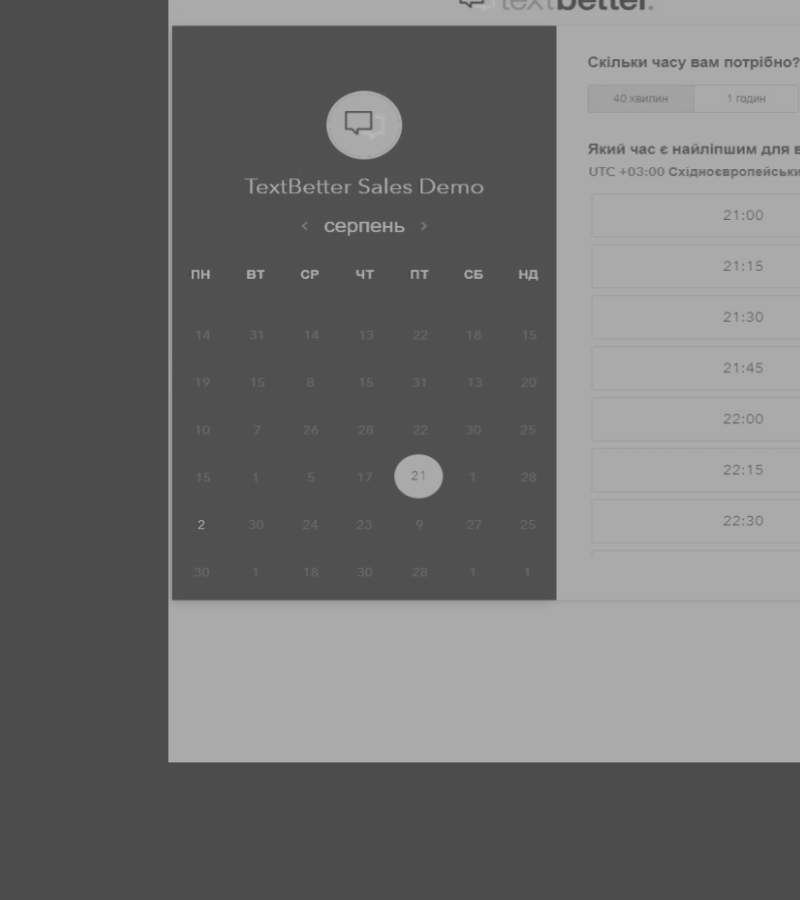 textbetter.
TextBetter Sales Demo
< серпень >
ПН ВТ СР ЧТ ПТ СБ НД
14 31 14 13 22 18 15
19 15 8 15 31 13 20
10 7 26 28 22 30 25
15 1 5 17 21 1 28
2 30 24 23 9 27 25
30 1 18 30 28 1 1
Скільки часу вам потрібно?
40 хвилин 1 годин
Який час є найліпшим для в
UTC +03:00 Східноєвропейськи
21:00
21:15
21:30
21:45
22:00
22:15
22:30